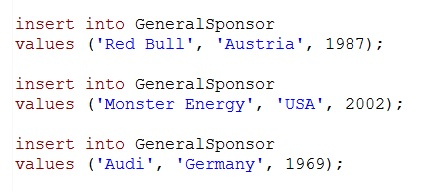 insert into GeneralSponsor
values ('Red Bull', 'Austria', 1987);
insert into GeneralSponsor
values ('Monster Energy', 'USA', 2002);
insert into GeneralSponsor
values ('Audi', 'Germany', 1969);